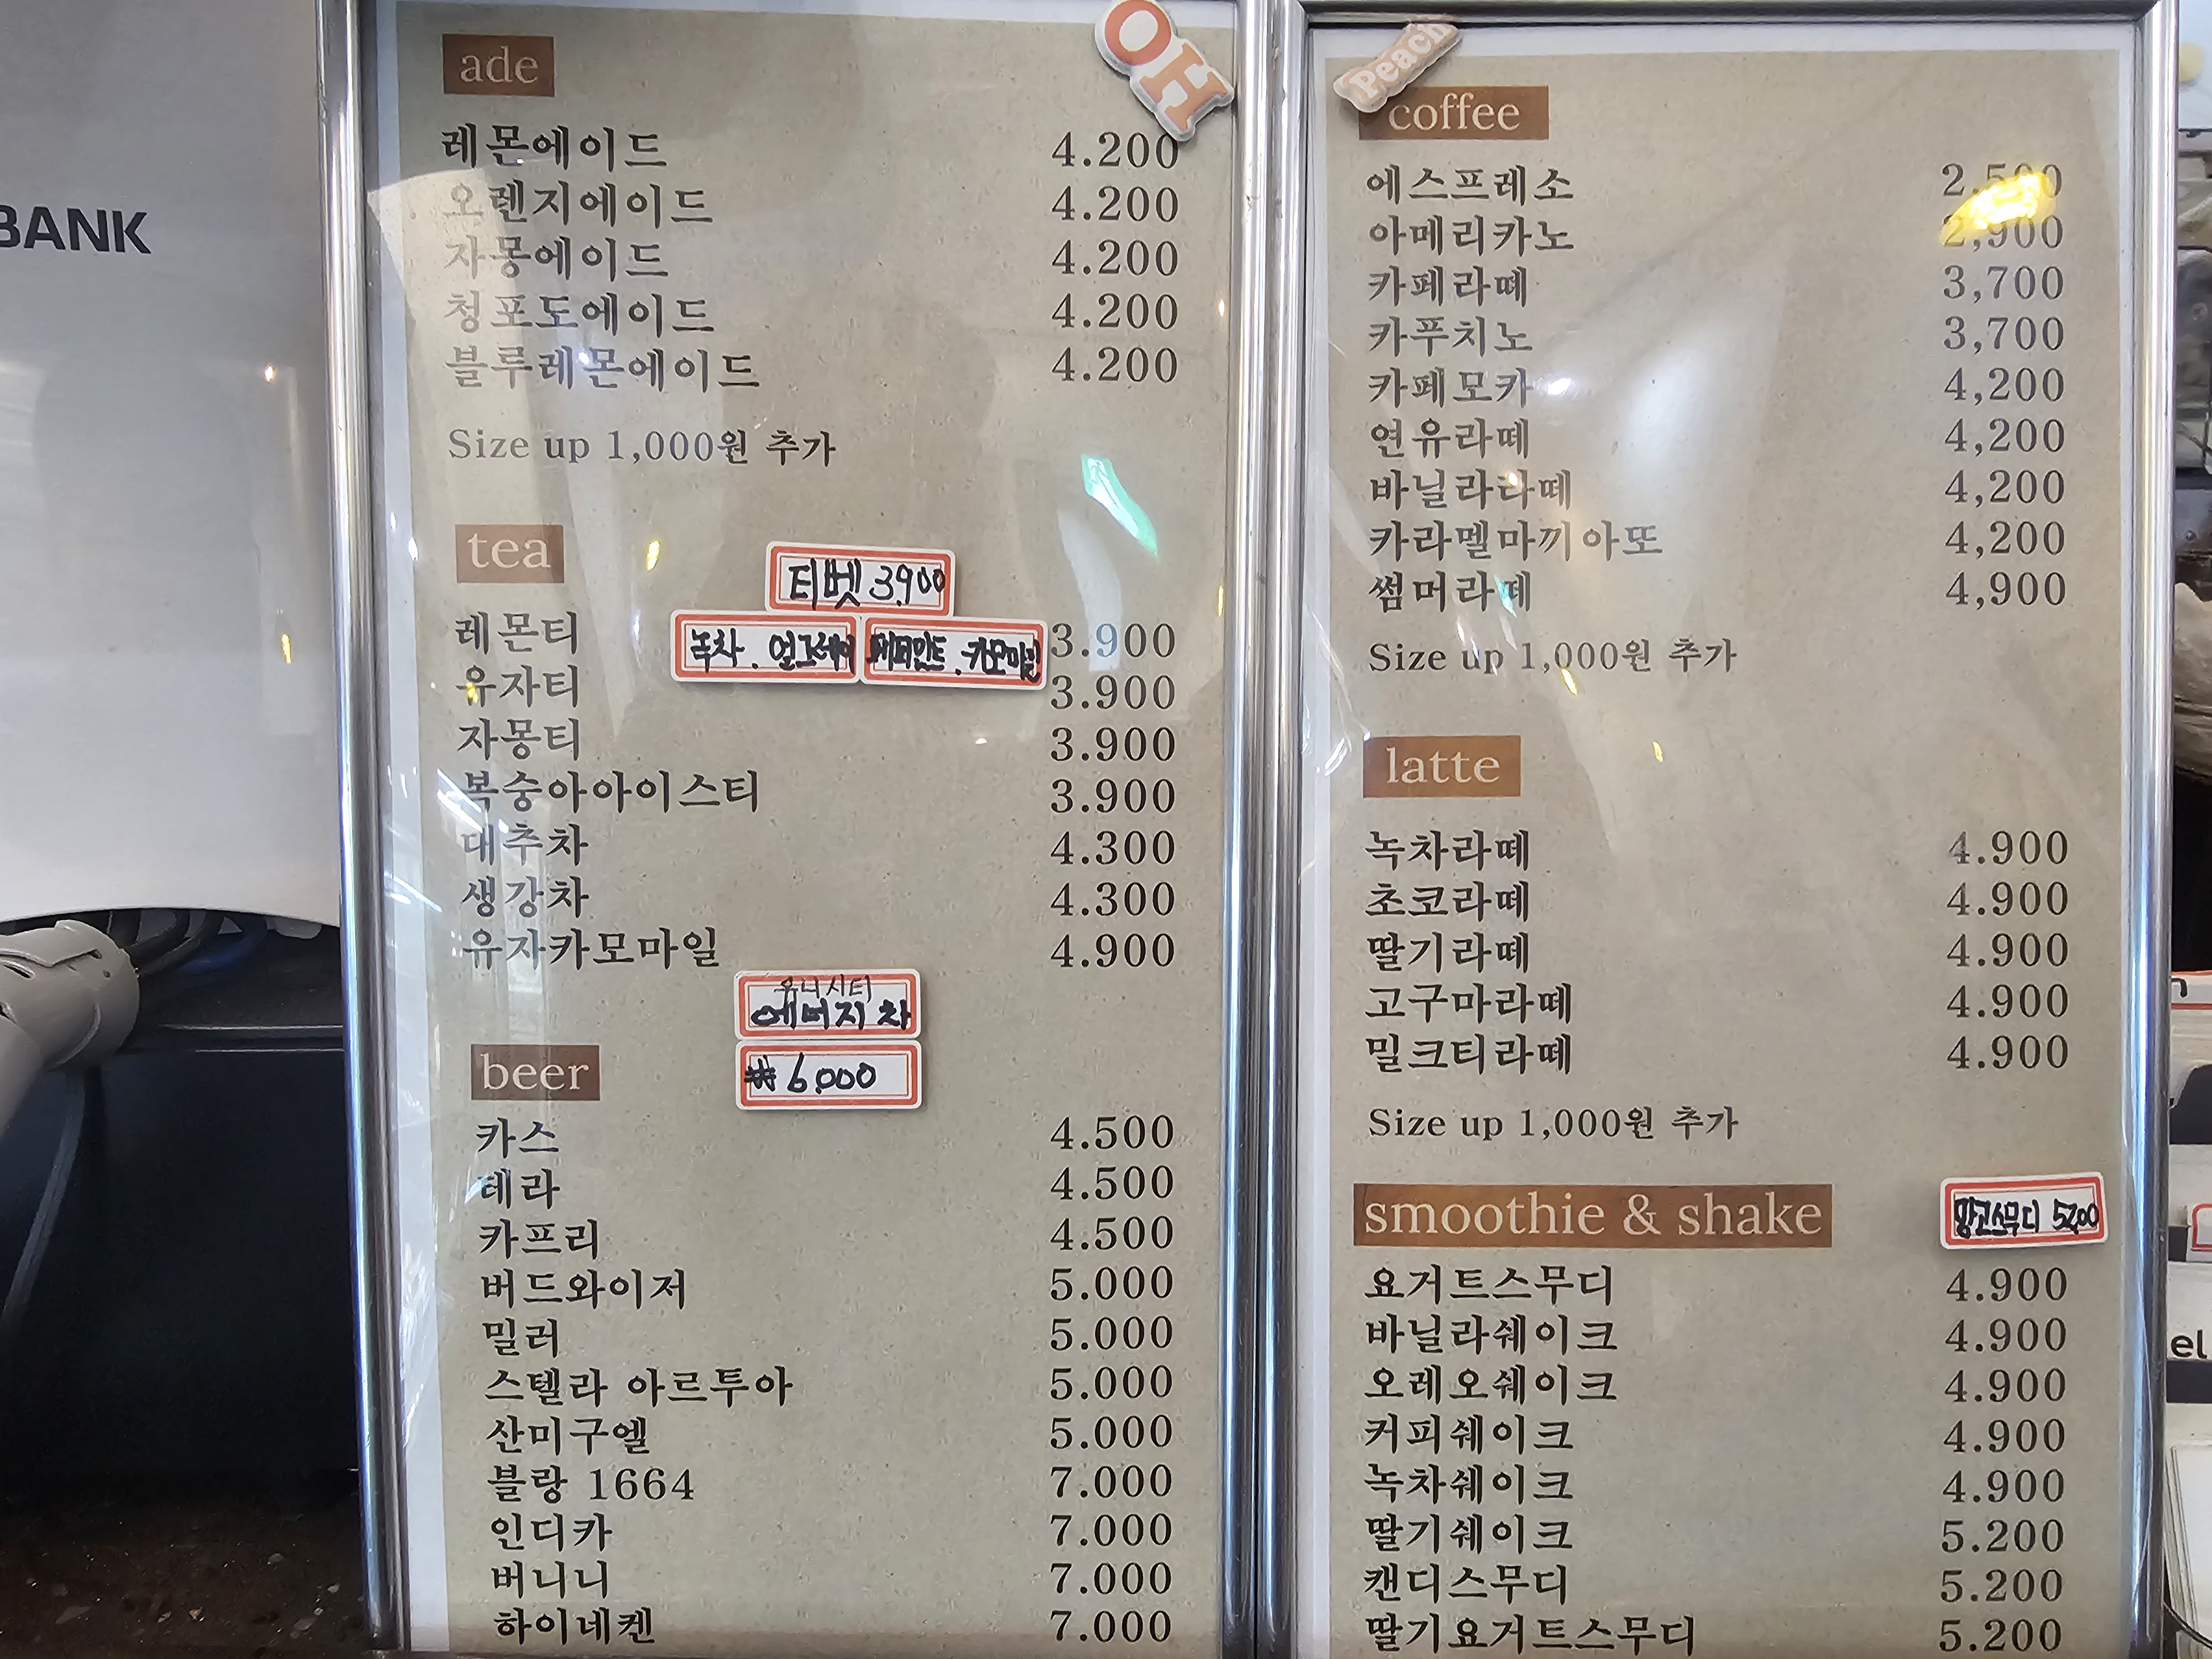 BANK
OH
ade
레몬에이드 4.200
오렌지에이드 4.200
자몽에이드 4.200
청포도에이드 4.200
블루레몬에이드 4.200
Size up 1,000원 추가
tea
티벳 3,900
녹차 . 얼그레이
페퍼민트 . 카모마일
레몬티 3.900
유자티 3.900
자몽티 3.900
복숭아아이스티 3.900
대추차 4.300
생강차 4.300
유자카모마일 4.900
유니시티
에너지 차
₩ 6,000
beer
카스 4.500
테라 4.500
카프리 4.500
버드와이저 5.000
밀러 5.000
스텔라 아르투아 5.000
산미구엘 5.000
블랑 1664 7.000
인디카 7.000
버니니 7.000
하이네켄 7.000
Peach
coffee
에스프레소 2,500
아메리카노 2,900
카페라떼 3,700
카푸치노 3,700
카페모카 4,200
연유라떼 4,200
바닐라라떼 4,200
카라멜마끼아또 4,200
썸머라떼 4,900
Size up 1,000원 추가
latte
녹차라떼 4.900
초코라떼 4.900
딸기라떼 4.900
고구마라떼 4.900
밀크티라떼 4.900
Size up 1,000원 추가
smoothie & shake
망고스무디 5,200
요거트스무디 4.900
바닐라쉐이크 4.900
오레오쉐이크 4.900
커피쉐이크 4.900
녹차쉐이크 4.900
딸기쉐이크 5.200
캔디스무디 5.200
딸기요거트스무디 5.200
el